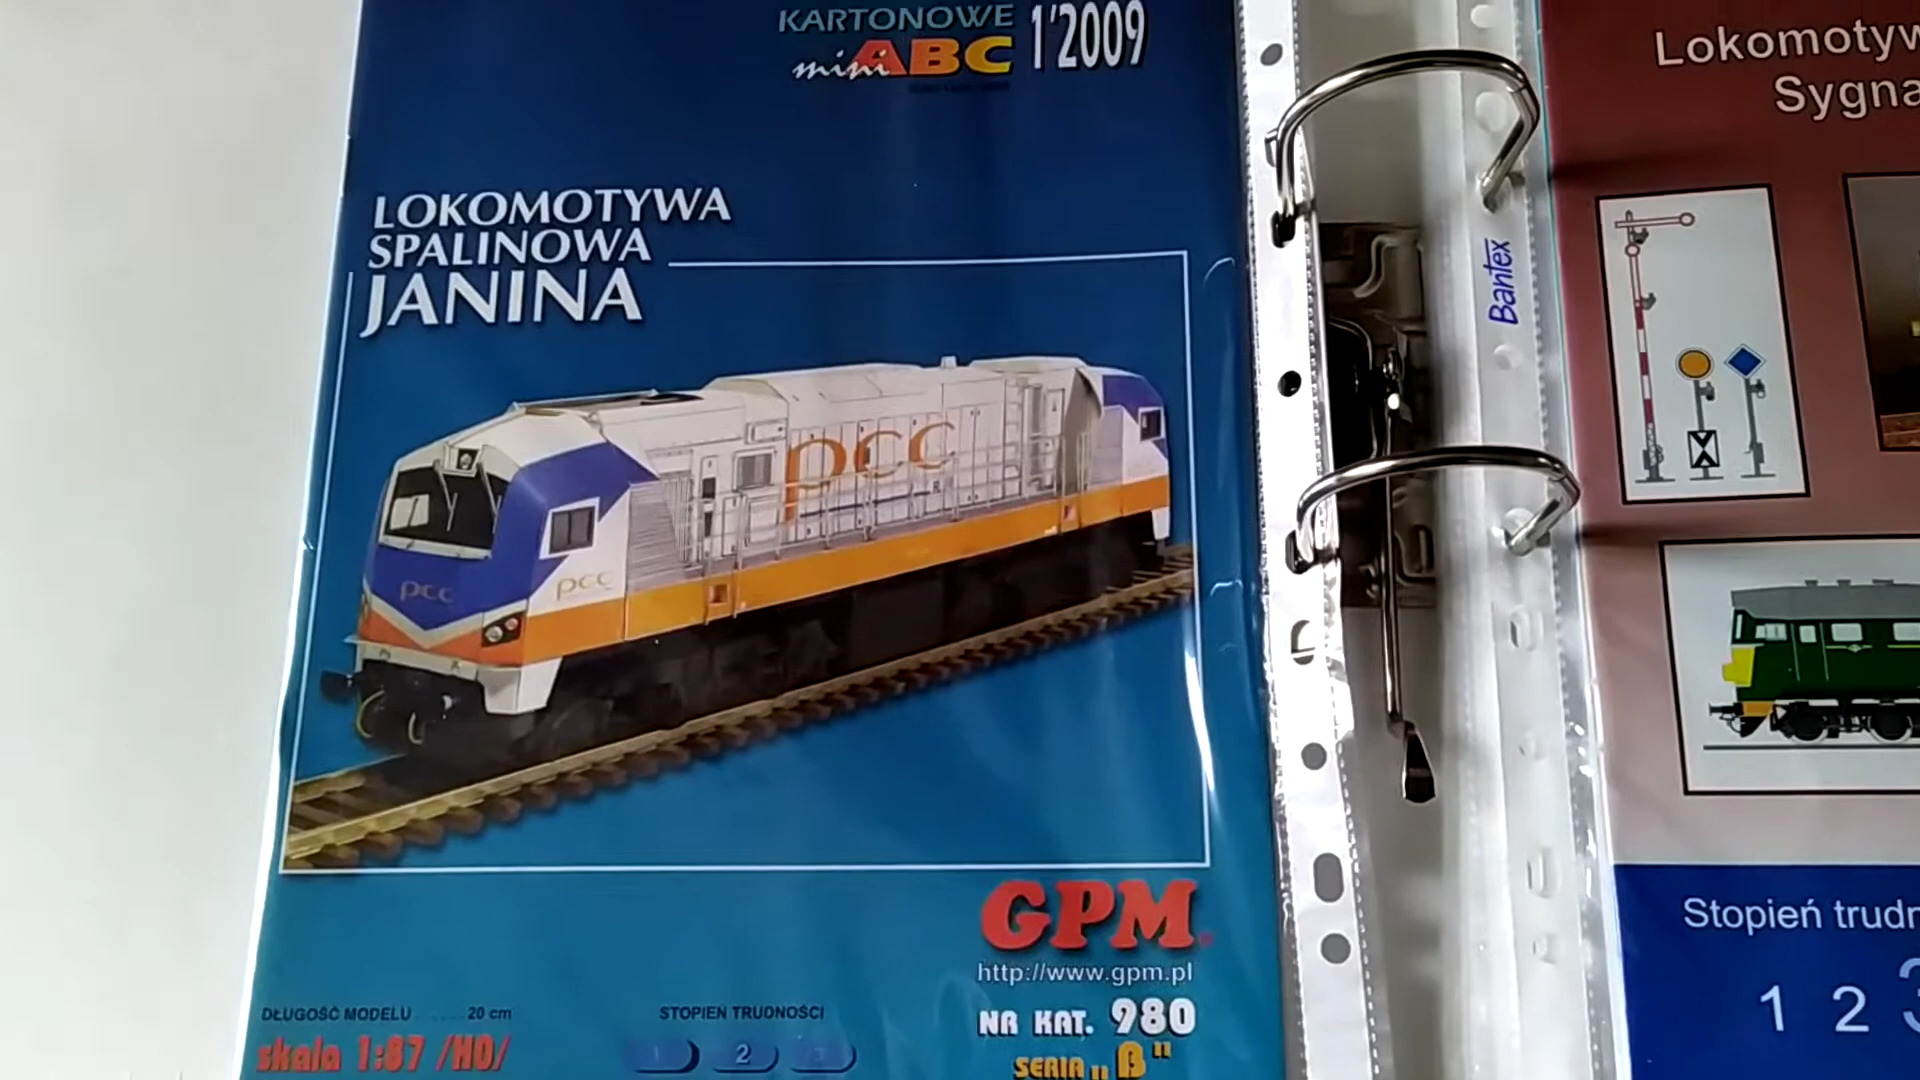 KARTONOWE
mini ABC 1'2009
LOKOMOTYWA
SPALINOWA
JANINA
pcc
pcc
pcc
GPM
http://www.gpm.pl
NR KAT. 980
SERIA „B"
DŁUGOŚĆ MODELU ....... 20 cm
skala 1:87 /H0/
STOPIEŃ TRUDNOŚCI
1 2 3
Bantex
Lokomotyw
Sygna
Stopień trudn
1 2 3